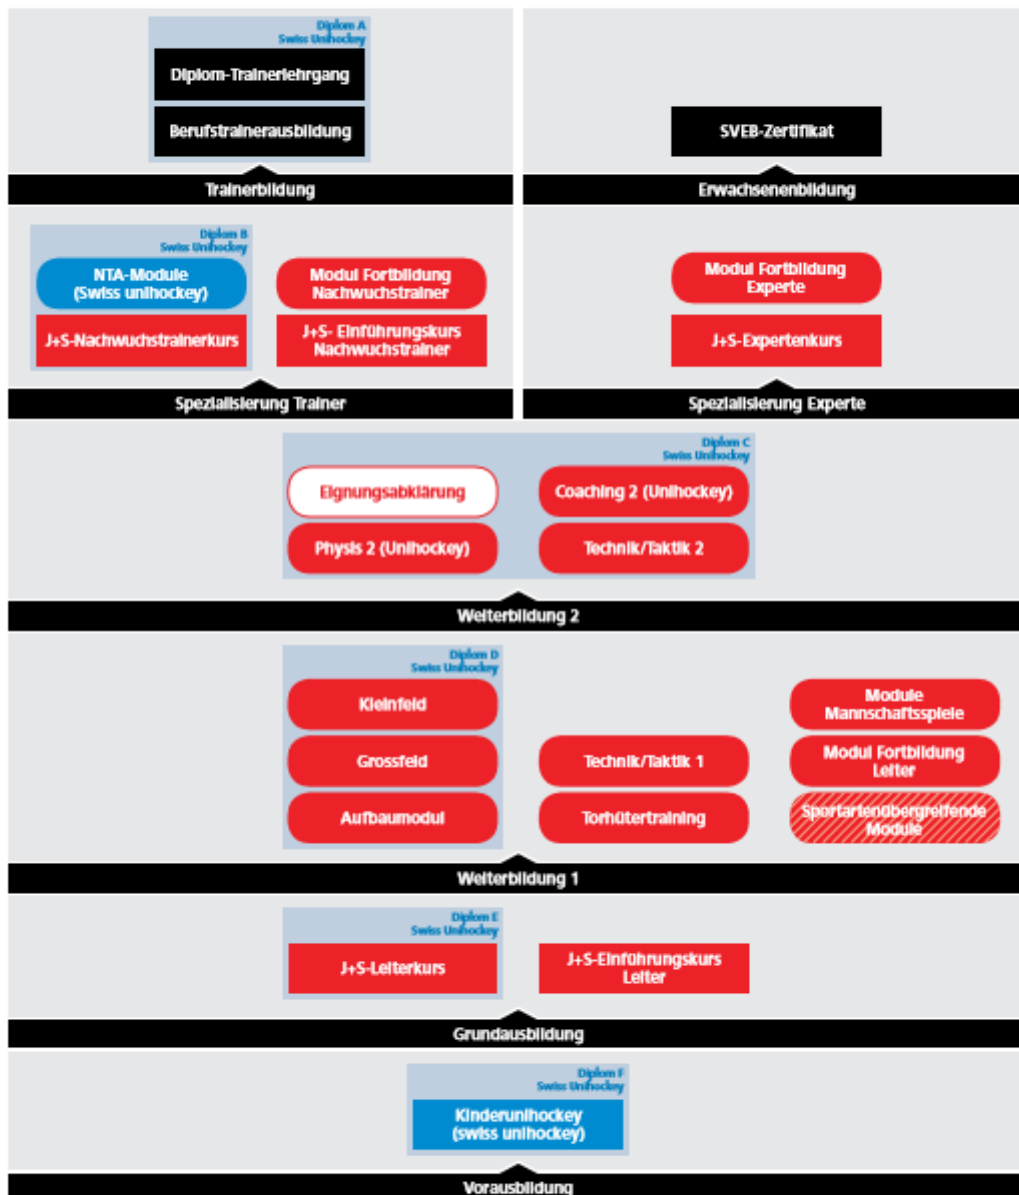 Diplom A
Swiss Unihockey
Diplom-Trainerlehrgang
Berufstrainerausbildung
SVEB-Zertifikat
Trainerbildung
Erwachsenenbildung
Diplom B
Swiss Unihockey
NTA-Module
(Swiss unihockey)
Modul Fortbildung
Nachwuchstrainer
Modul Fortbildung
Experte
J+S-Nachwuchstrainerkurs
J+S- Einführungskurs
Nachwuchstrainer
J+S-Expertenkurs
Spezialisierung Trainer
Spezialisierung Experte
Diplom C
Swiss Unihockey
Eignungsabklärung
Coaching 2 (Unihockey)
Physis 2 (Unihockey)
Technik/Taktik 2
Weiterbildung 2
Diplom D
Swiss Unihockey
Kleinfeld
Module
Mannschaftsspiele
Grossfeld
Technik/Taktik 1
Modul Fortbildung
Leiter
Aufbaumodul
Torhütertraining
Sportartenübergreifende
Module
Weiterbildung 1
Diplom E
Swiss Unihockey
J+S-Leiterkurs
J+S-Einführungskurs
Leiter
Grundausbildung
Diplom F
Swiss Unihockey
Kinderunihockey
(swiss unihockey)
Vorausbildung